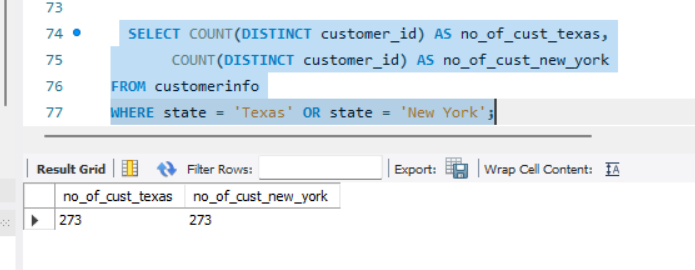 73
74 SELECT COUNT(DISTINCT customer_id) AS no_of_cust_texas,
75 COUNT(DISTINCT customer_id) AS no_of_cust_new_york
76 FROM customerinfo
77 WHERE state = 'Texas' OR state = 'New York';
Result Grid Filter Rows: Export: Wrap Cell Content: IA
no_of_cust_texas no_of_cust_new_york
273 273